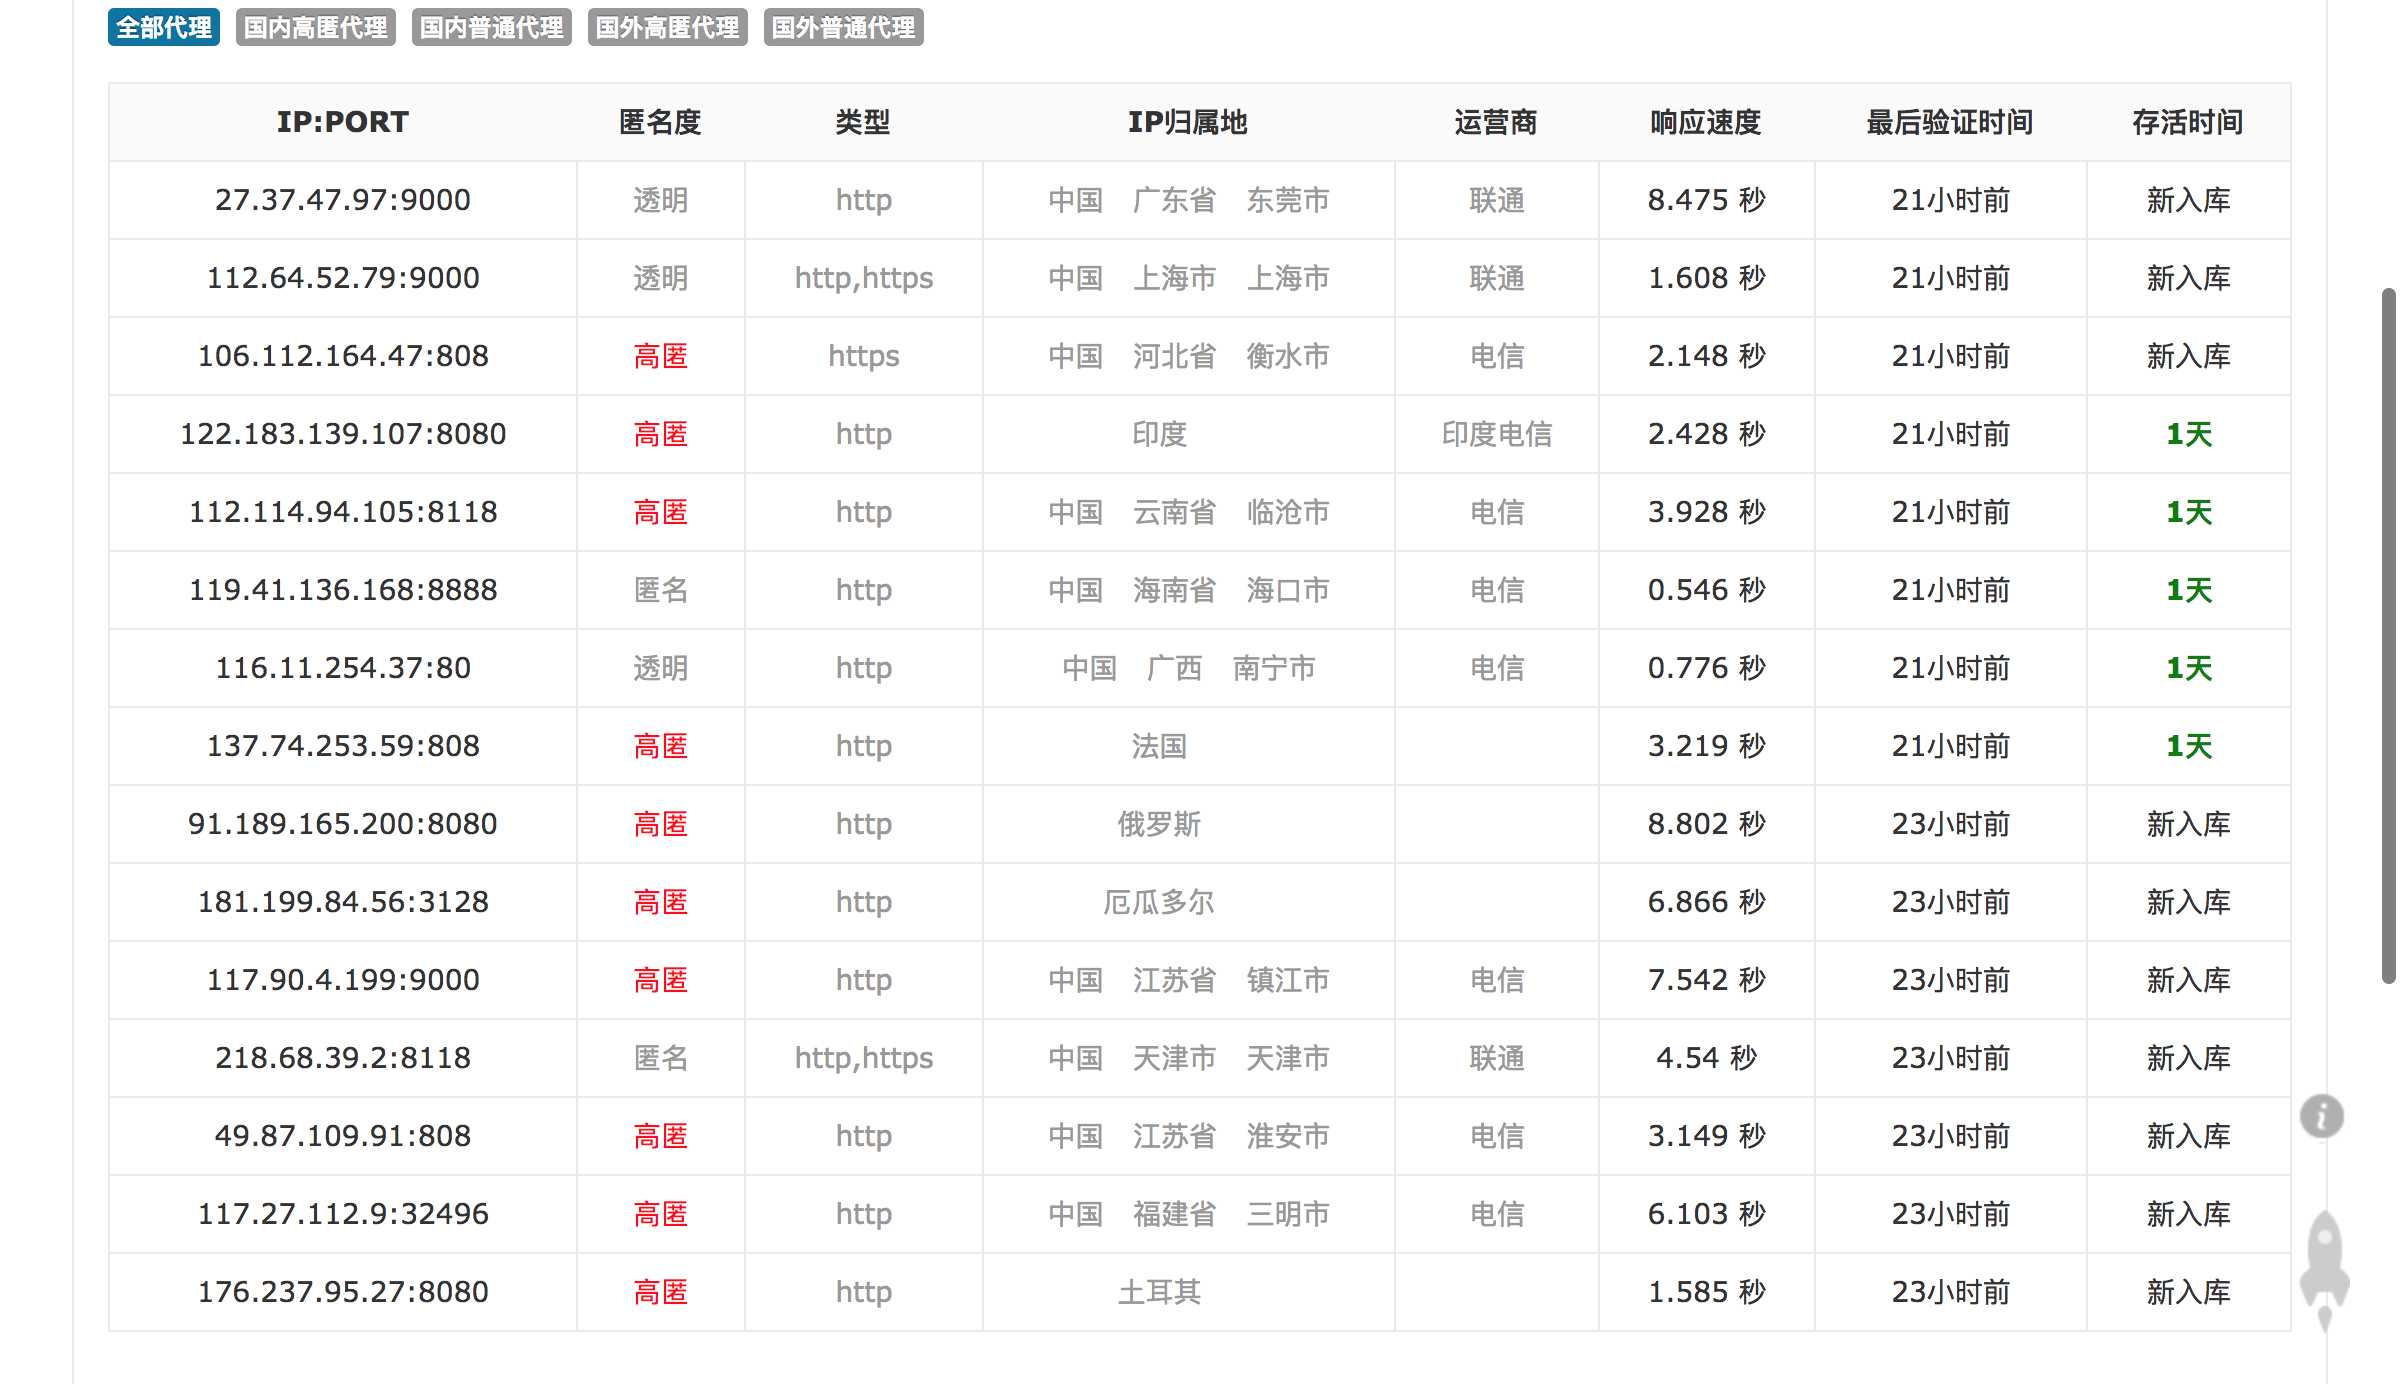 全部代理 国内高匿代理 国内普通代理 国外高匿代理 国外普通代理
IP:PORT 匿名度 类型 IP归属地 运营商 响应速度 最后验证时间 存活时间
27.37.47.97:9000 透明 http 中国 广东省 东莞市 联通 8.475 秒 21小时前 新入库
112.64.52.79:9000 透明 http,https 中国 上海市 上海市 联通 1.608 秒 21小时前 新入库
106.112.164.47:808 高匿 https 中国 河北省 衡水市 电信 2.148 秒 21小时前 新入库
122.183.139.107:8080 高匿 http 印度 印度电信 2.428 秒 21小时前 1天
112.114.94.105:8118 高匿 http 中国 云南省 临沧市 电信 3.928 秒 21小时前 1天
119.41.136.168:8888 匿名 http 中国 海南省 海口市 电信 0.546 秒 21小时前 1天
116.11.254.37:80 透明 http 中国 广西 南宁市 电信 0.776 秒 21小时前 1天
137.74.253.59:808 高匿 http 法国 3.219 秒 21小时前 1天
91.189.165.200:8080 高匿 http 俄罗斯 8.802 秒 23小时前 新入库
181.199.84.56:3128 高匿 http 厄瓜多尔 6.866 秒 23小时前 新入库
117.90.4.199:9000 高匿 http 中国 江苏省 镇江市 电信 7.542 秒 23小时前 新入库
218.68.39.2:8118 匿名 http,https 中国 天津市 天津市 联通 4.54 秒 23小时前 新入库
49.87.109.91:808 高匿 http 中国 江苏省 淮安市 电信 3.149 秒 23小时前 新入库
117.27.112.9:32496 高匿 http 中国 福建省 三明市 电信 6.103 秒 23小时前 新入库
176.237.95.27:8080 高匿 http 土耳其 1.585 秒 23小时前 新入库